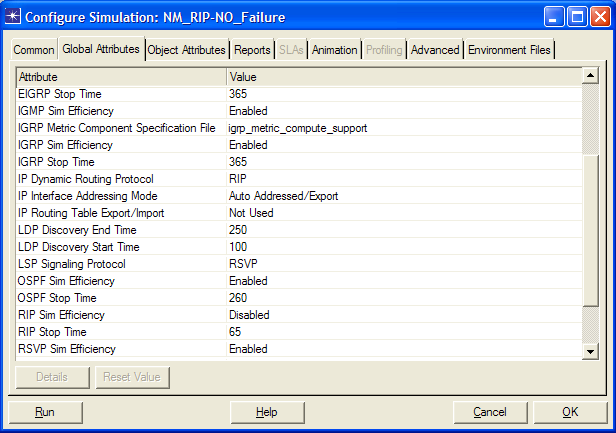 Configure Simulation: NM_RIP-NO_Failure
Common Global Attributes Object Attributes Reports SLAs Animation Profiling Advanced Environment Files
Attribute Value
EIGRP Stop Time 365
IGMP Sim Efficiency Enabled
IGRP Metric Component Specification File igrp_metric_compute_support
IGRP Sim Efficiency Enabled
IGRP Stop Time 365
IP Dynamic Routing Protocol RIP
IP Interface Addressing Mode Auto Addressed/Export
IP Routing Table Export/Import Not Used
LDP Discovery End Time 250
LDP Discovery Start Time 100
LSP Signaling Protocol RSVP
OSPF Sim Efficiency Enabled
OSPF Stop Time 260
RIP Sim Efficiency Disabled
RIP Stop Time 65
RSVP Sim Efficiency Enabled
Details Reset Value
Run Help Cancel OK